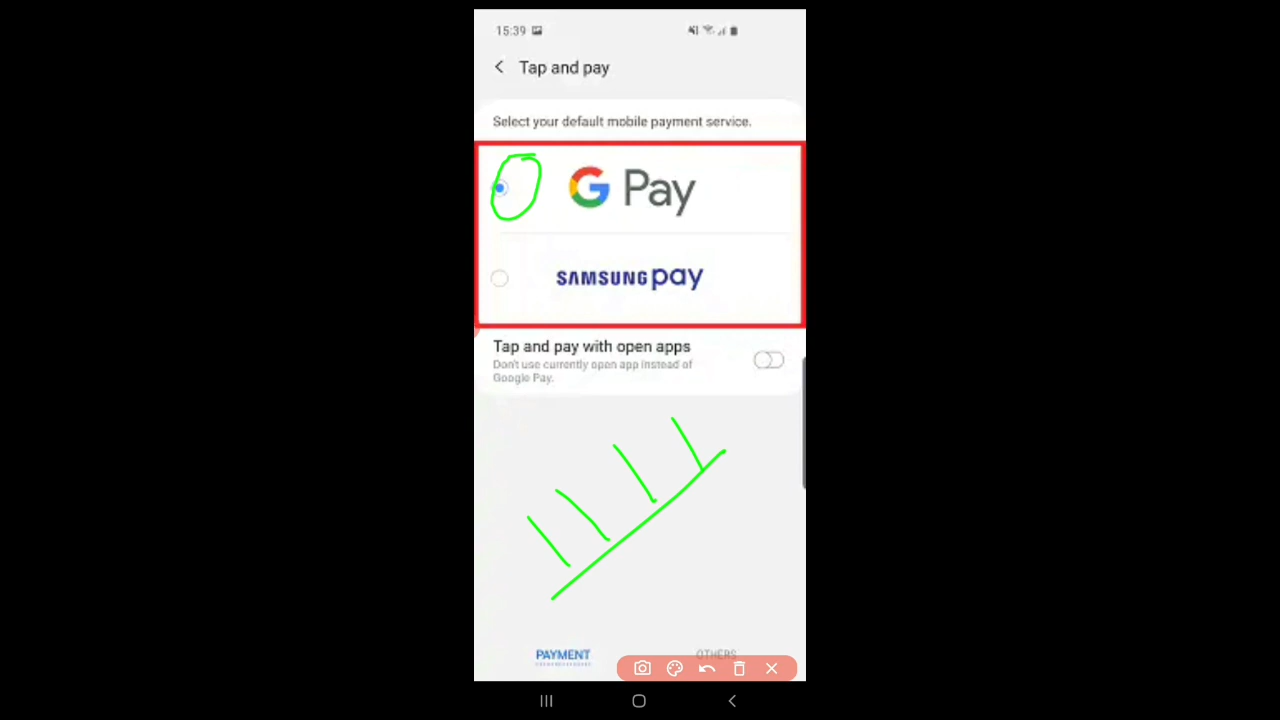 15:39
Tap and pay
Select your default mobile payment service.
G Pay
SAMSUNG pay
Tap and pay with open apps
Don't use currently open app instead of
Google Pay.
PAYMENT
OTHERS